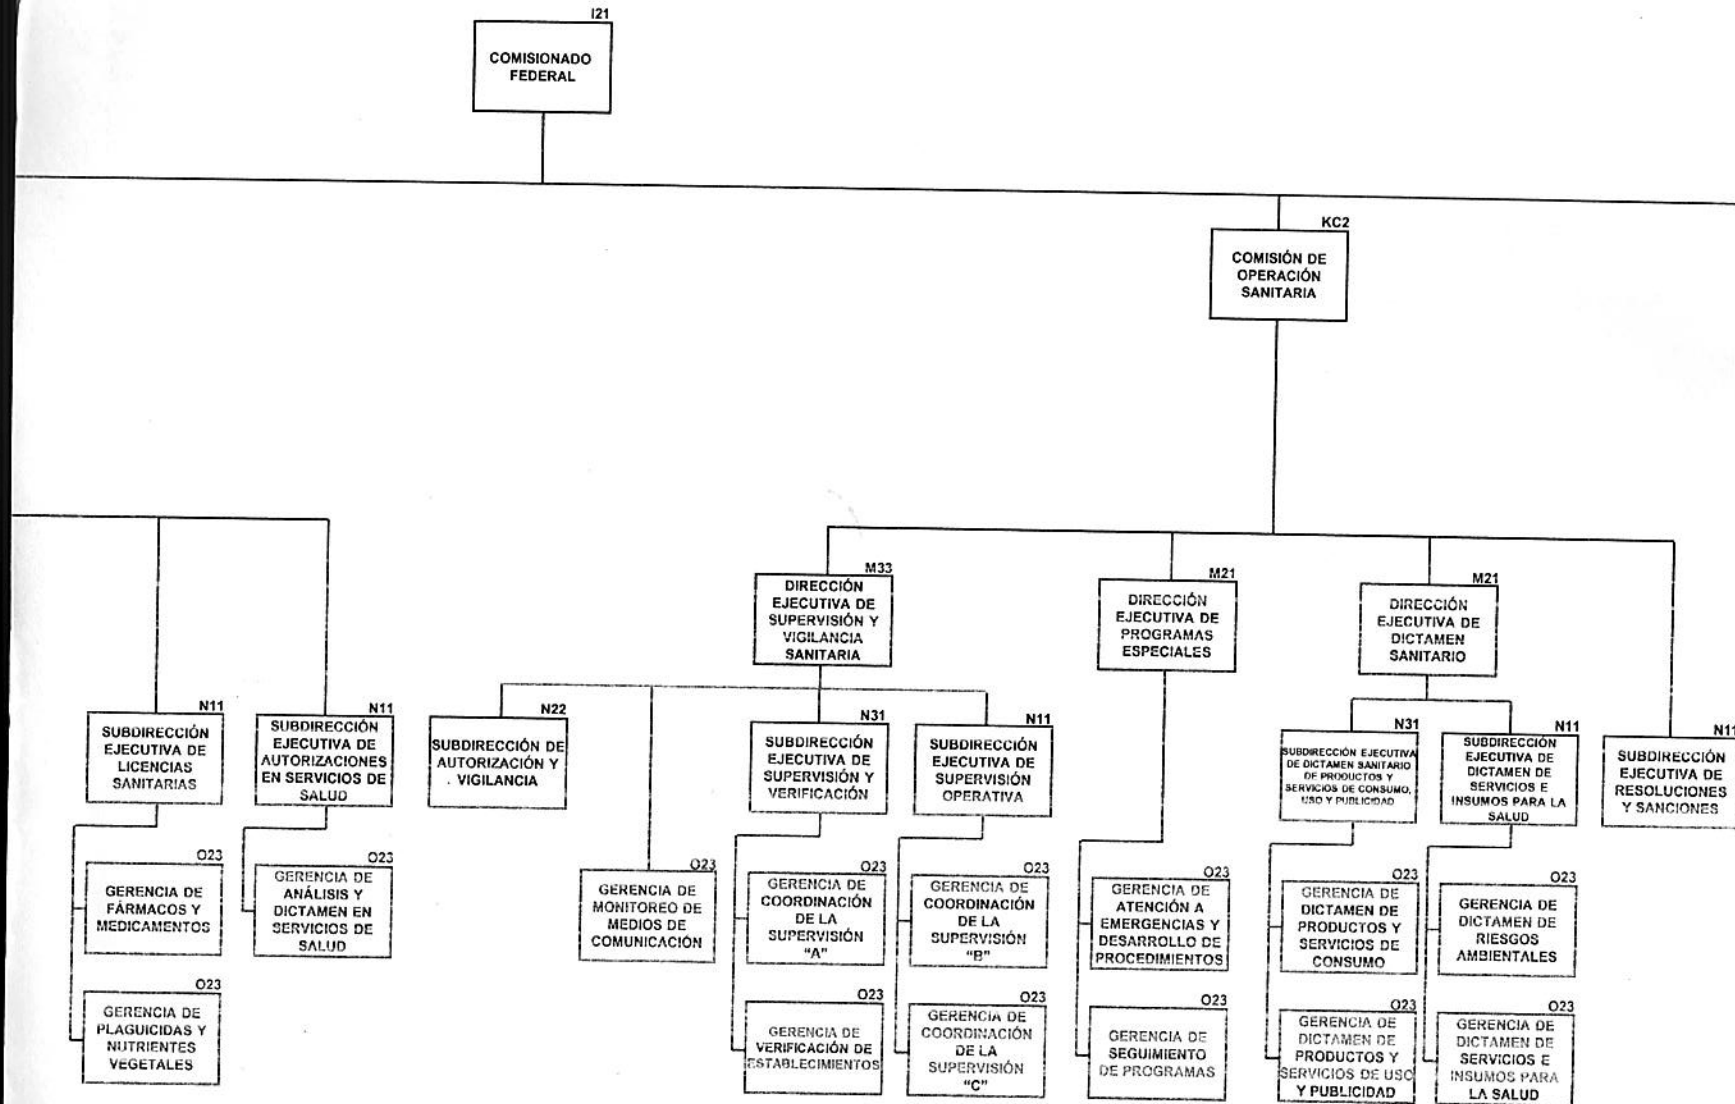 I21
COMISIONADO
FEDERAL
KC2
COMISIÓN DE
OPERACIÓN
SANITARIA
M33
DIRECCIÓN
EJECUTIVA DE
SUPERVISIÓN Y
VIGILANCIA
SANITARIA
M21
DIRECCIÓN
EJECUTIVA DE
PROGRAMAS
ESPECIALES
M21
DIRECCIÓN
EJECUTIVA DE
DICTAMEN
SANITARIO
N11
SUBDIRECCIÓN
EJECUTIVA DE
LICENCIAS
SANITARIAS
N11
SUBDIRECCIÓN
EJECUTIVA DE
AUTORIZACIONES
EN SERVICIOS DE
SALUD
N22
SUBDIRECCIÓN DE
AUTORIZACIÓN Y
. VIGILANCIA
N31
SUBDIRECCIÓN
EJECUTIVA DE
SUPERVISIÓN Y
VERIFICACIÓN
N11
SUBDIRECCIÓN
EJECUTIVA DE
SUPERVISIÓN
OPERATIVA
N31
SUBDIRECCIÓN EJECUTIVA
DE DICTAMEN SANITARIO
DE PRODUCTOS Y
SERVICIOS DE CONSUMO,
USO Y PUBLICIDAD
N11
SUBDIRECCIÓN
EJECUTIVA DE
DICTAMEN DE
SERVICIOS E
INSUMOS PARA LA
SALUD
N11
SUBDIRECCIÓN
EJECUTIVA DE
RESOLUCIONES
Y SANCIONES
O23
GERENCIA DE
FÁRMACOS Y
MEDICAMENTOS
O23
GERENCIA DE
ANÁLISIS Y
DICTAMEN EN
SERVICIOS DE
SALUD
O23
GERENCIA DE
MONITOREO DE
MEDIOS DE
COMUNICACIÓN
O23
GERENCIA DE
COORDINACIÓN
DE LA
SUPERVISIÓN
"A"
O23
GERENCIA DE
COORDINACIÓN
DE LA
SUPERVISIÓN
"B"
O23
GERENCIA DE
ATENCIÓN A
EMERGENCIAS Y
DESARROLLO DE
PROCEDIMIENTOS
O23
GERENCIA DE
DICTAMEN DE
PRODUCTOS Y
SERVICIOS DE
CONSUMO
O23
GERENCIA DE
DICTAMEN DE
RIESGOS
AMBIENTALES
O23
GERENCIA DE
PLAGUICIDAS Y
NUTRIENTES
VEGETALES
O23
GERENCIA DE
VERIFICACIÓN DE
ESTABLECIMIENTOS
O23
GERENCIA DE
COORDINACIÓN
DE LA
SUPERVISIÓN
"C"
O23
GERENCIA DE
SEGUIMIENTO
DE PROGRAMAS
O23
GERENCIA DE
DICTAMEN DE
PRODUCTOS Y
SERVICIOS DE USO
Y PUBLICIDAD
O23
GERENCIA DE
DICTAMEN DE
SERVICIOS E
INSUMOS PARA
LA SALUD